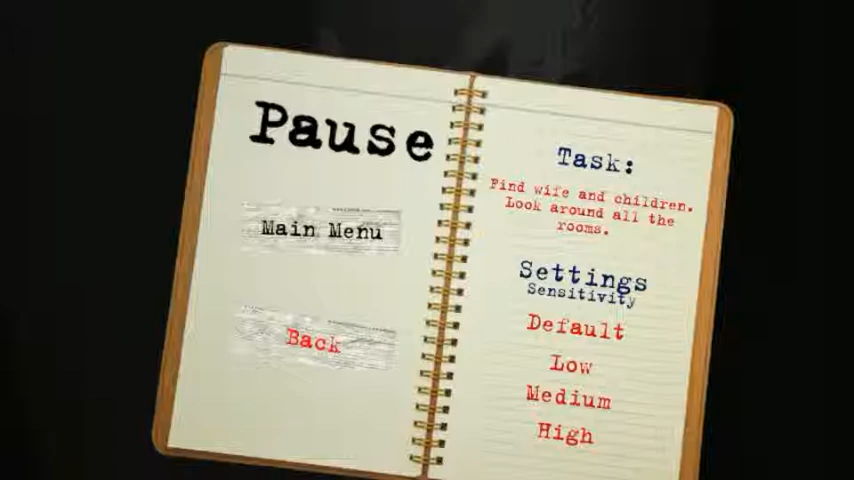 Pause
Main Menu
Back
Task:
Find wife and children.
Look around all the
rooms.
Settings
Sensitivity
Default
Low
Medium
High